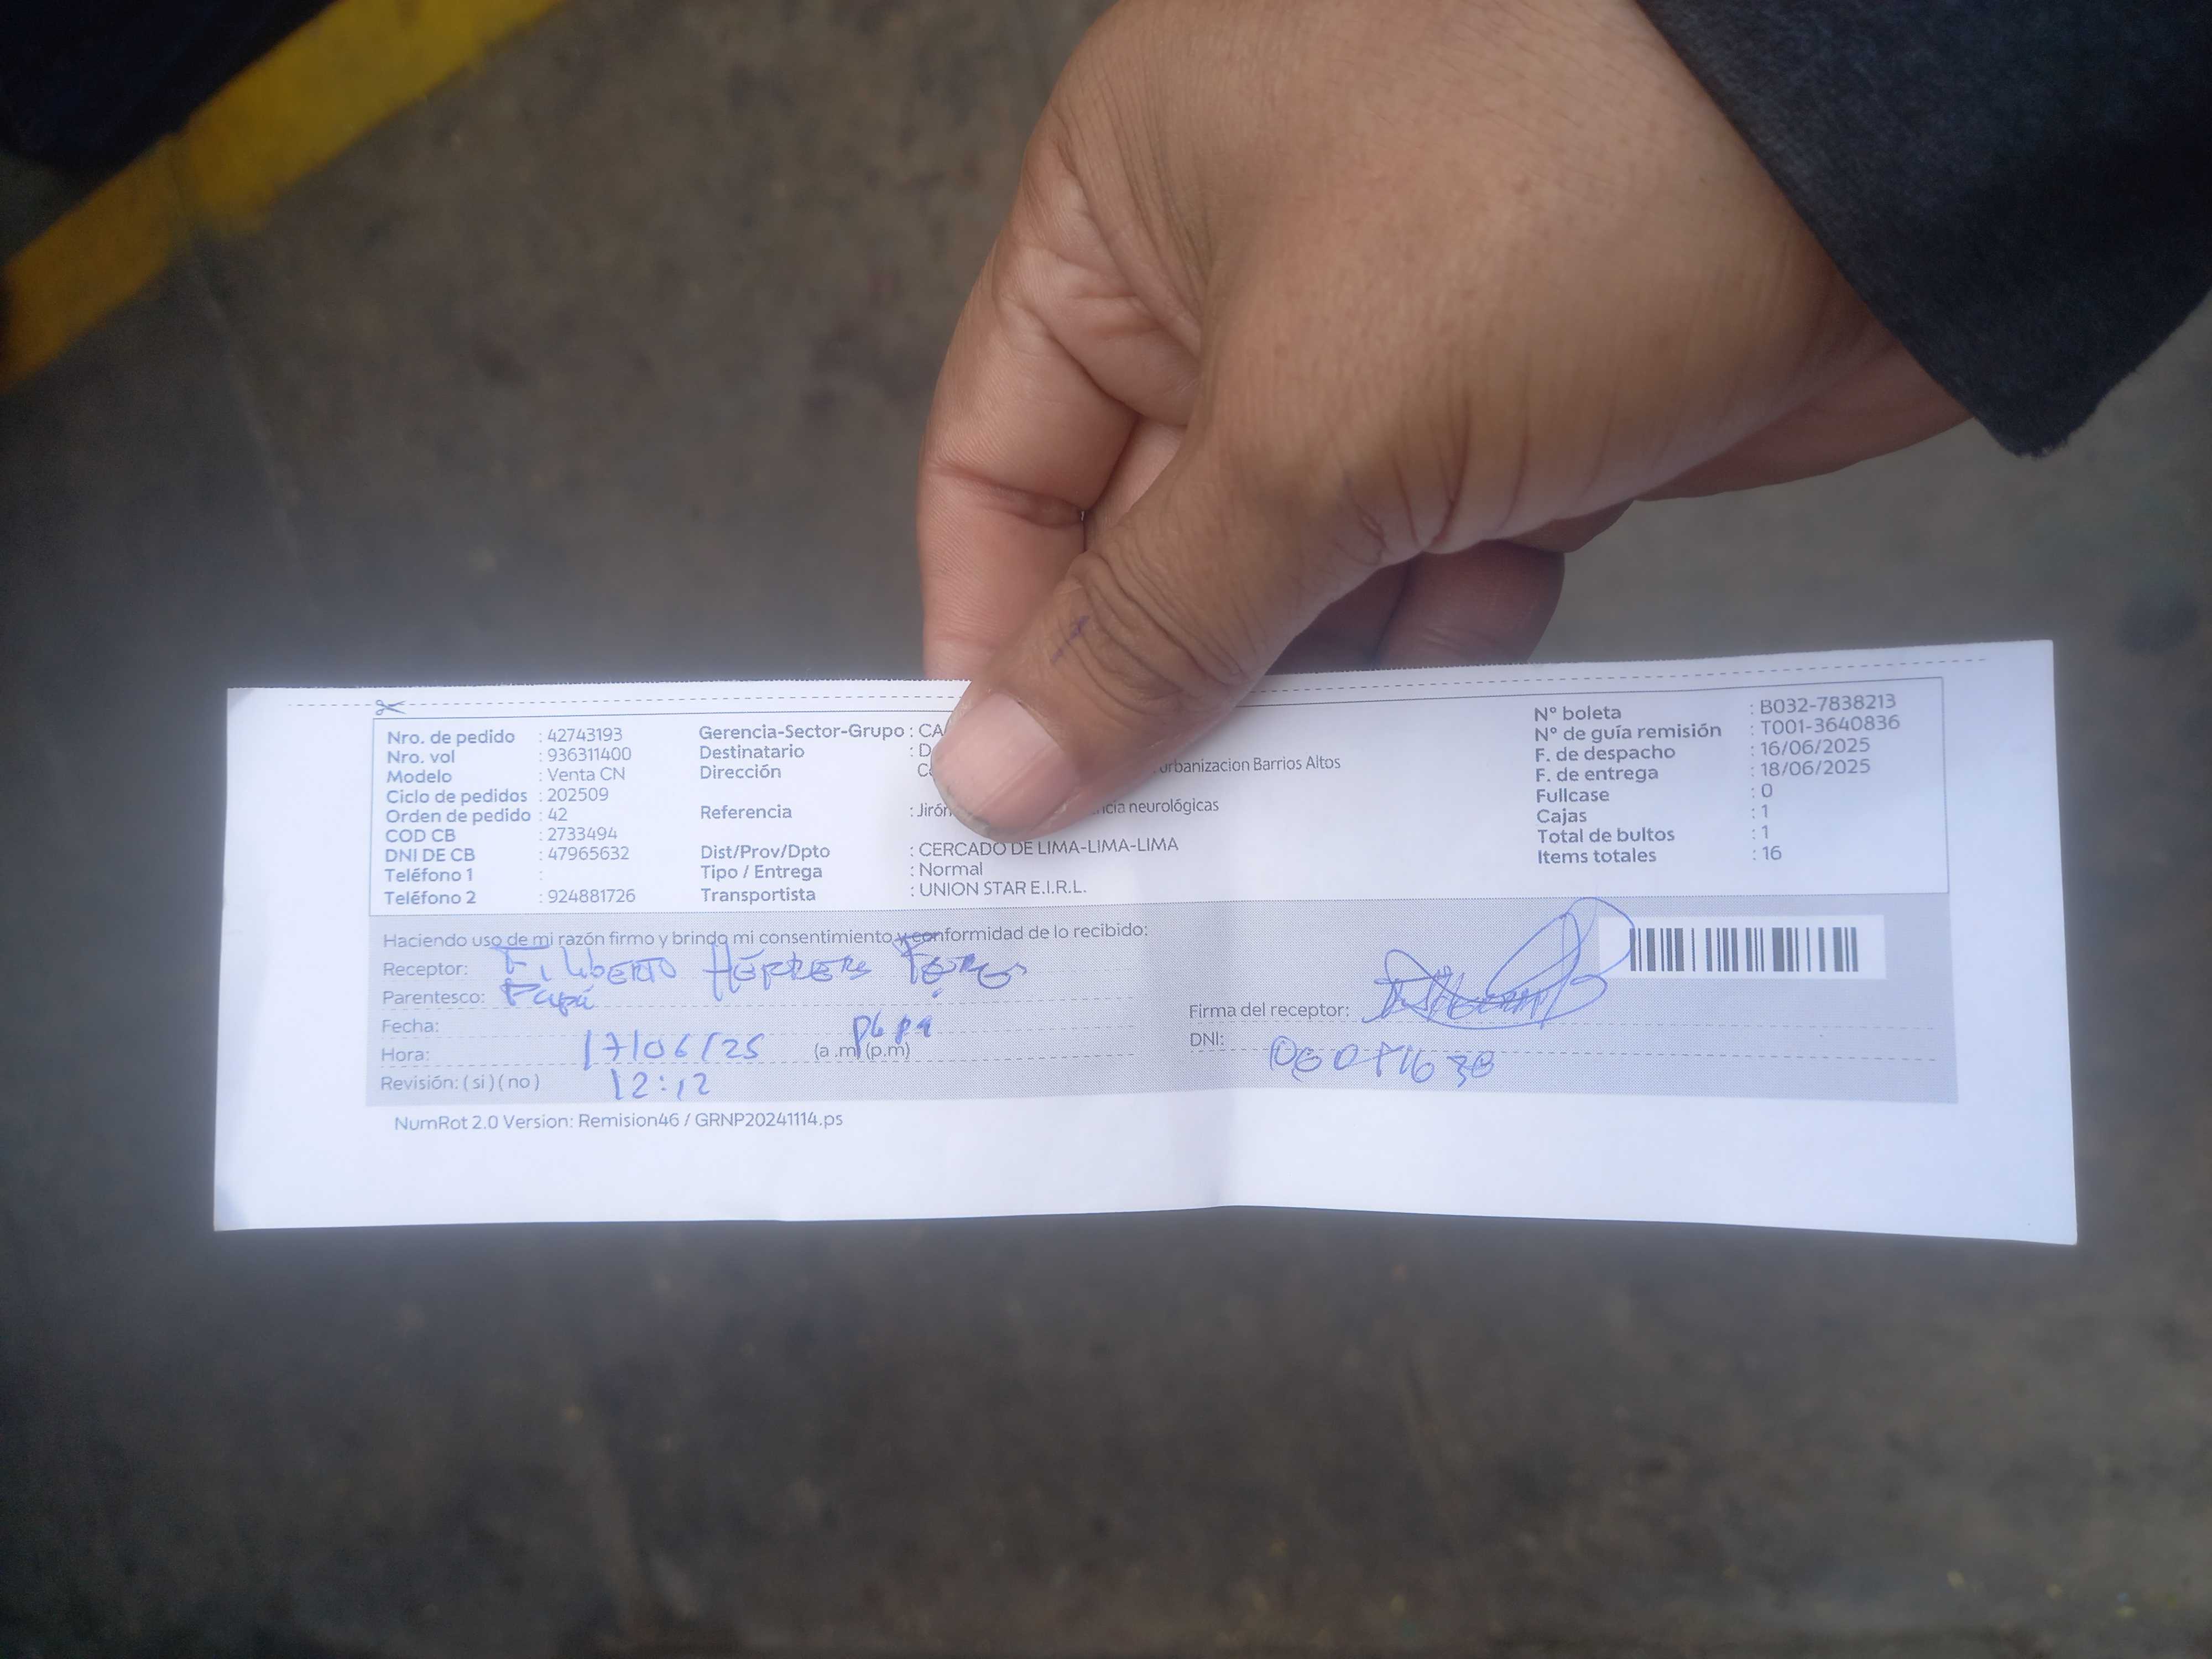 Nro. de pedido : 42743193
Nro. vol : 936311400
Modelo : Venta CN
Ciclo de pedidos : 202509
Orden de pedido : 42
COD CB : 2733494
DNI DE CB : 47965632
Teléfono 1 :
Teléfono 2 : 924881726
Gerencia-Sector-Grupo : CA
Destinatario : D
Dirección Urbanizacion Barrios Altos
Referencia : Jirón neurológicas
Dist/Prov/Dpto : CERCADO DE LIMA-LIMA-LIMA
Tipo / Entrega : Normal
Transportista : UNION STAR E.I.R.L.
Nº boleta : B032-7838213
Nº de guía remisión : T001-3640836
F. de despacho : 16/06/2025
F. de entrega : 18/06/2025
Fullcase : 0
Cajas : 1
Total de bultos : 1
Items totales : 16
Haciendo uso de mi razón firmo y brindo mi consentimiento y conformidad de lo recibido:
Receptor: Filiberto Herrera
Parentesco: Papá
Fecha: papa
Hora: 17/06/25 (a .m) (p.m)
Revisión: ( si ) ( no ) 12:12
Firma del receptor:
DNI:
NumRot 2.0 Version: Remision46 / GRNP20241114.ps